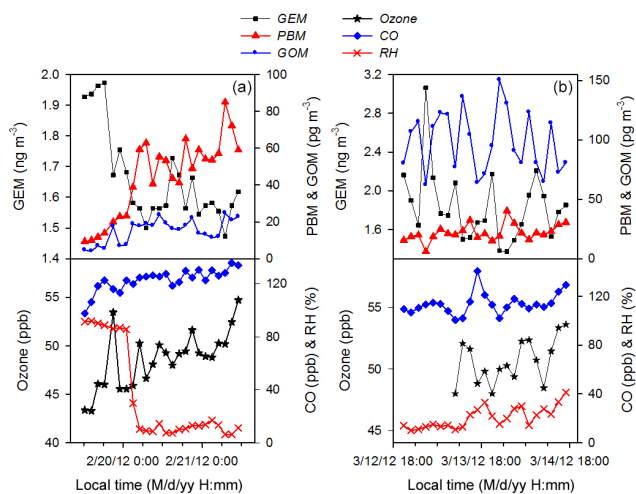 GEM Ozone
PBM CO
GOM RH
(a)
2.0
1.9
1.8
1.7
1.6
1.5
1.4
GEM (ng m-3)
100
80
60
40
20
0
PBM & GOM (pg m-3)
(b)
3.2
2.8
2.4
2.0
1.6
GEM (ng m-3)
150
100
50
0
PBM & GOM (pg m-3)
55
50
45
40
Ozone (ppb)
120
80
40
0
CO (ppb) & RH (%)
55
50
45
Ozone (ppb)
120
80
40
0
CO (ppb) & RH (%)
2/20/12 0:00 2/21/12 0:00
3/12/12 18:00 3/13/12 18:00 3/14/12 18:00
Local time (M/d/yy H:mm) Local time (M/d/yy H:mm)